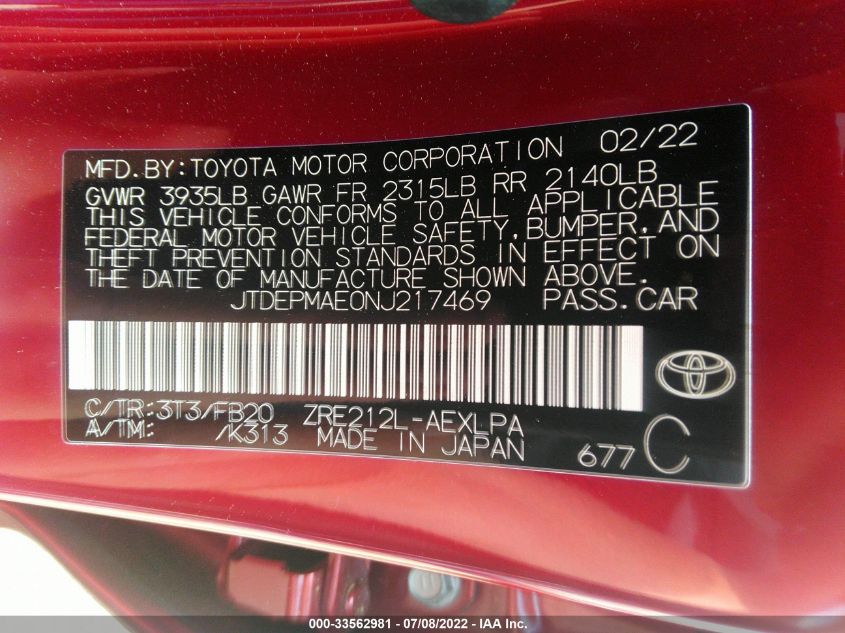 MFD.BY:TOYOTA MOTOR CORPORATION 02/22
GVWR 3935LB GAWR FR 2315LB RR 2140LB
THIS VEHICLE CONFORMS TO ALL APPLICABLE
FEDERAL MOTOR VEHICLE SAFETY,BUMPER,AND
THEFT PREVENTION STANDARDS IN EFFECT ON
THE DATE OF MANUFACTURE SHOWN ABOVE.
JTDEPMAE0NJ217469 PASS.CAR
C/TR:3T3/FB20 ZRE212L-AEXLPA
A/TM: /K313 MADE IN JAPAN 677 C
000-33562981 - 07/08/2022 - IAA Inc.